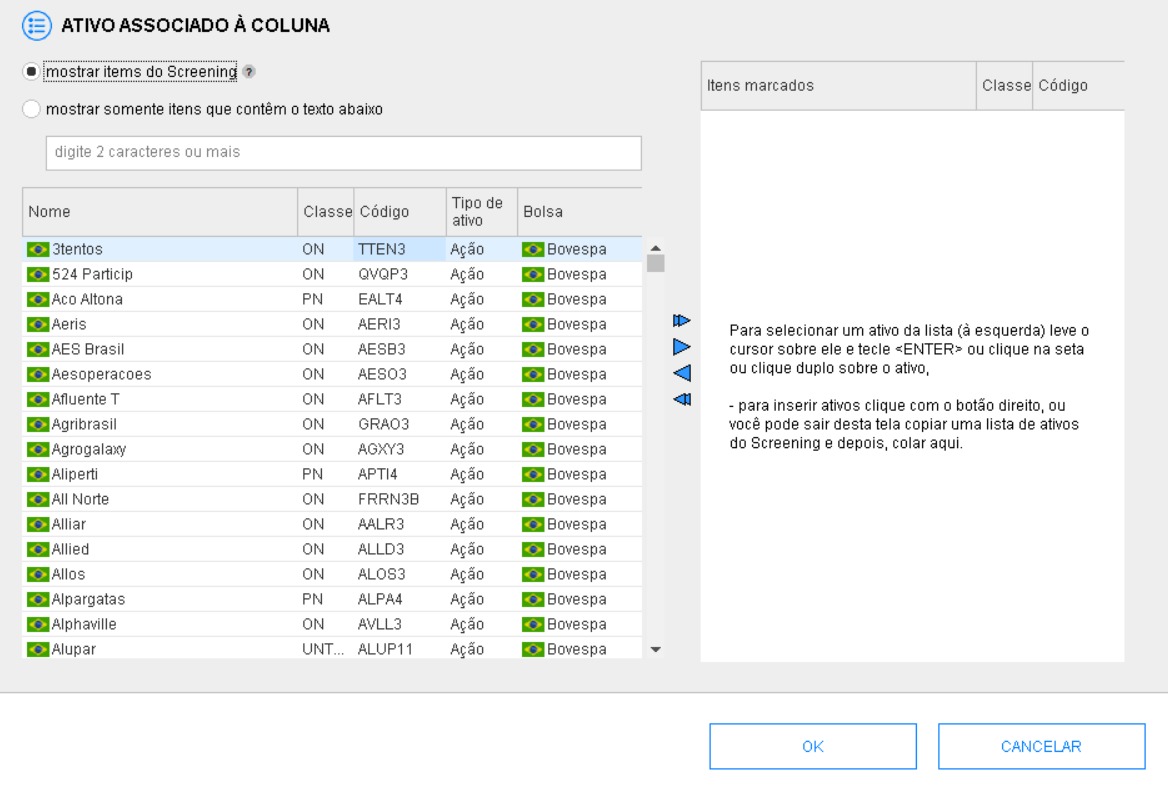 ATIVO ASSOCIADO À COLUNA
mostrar items do Screening ?
mostrar somente itens que contêm o texto abaixo
digite 2 caracteres ou mais
Nome Classe Código Tipo de ativo Bolsa
3tentos ON TTEN3 Ação Bovespa
524 Particip ON QVQP3 Ação Bovespa
Aco Altona PN EALT4 Ação Bovespa
Aeris ON AERI3 Ação Bovespa
AES Brasil ON AESB3 Ação Bovespa
Aesoperacoes ON AESO3 Ação Bovespa
Afluente T ON AFLT3 Ação Bovespa
Agribrasil ON GRAO3 Ação Bovespa
Agrogalaxy ON AGXY3 Ação Bovespa
Aliperti PN APTI4 Ação Bovespa
All Norte ON FRRN3B Ação Bovespa
Alliar ON AALR3 Ação Bovespa
Allied ON ALLD3 Ação Bovespa
Allos ON ALOS3 Ação Bovespa
Alpargatas PN ALPA4 Ação Bovespa
Alphaville ON AVLL3 Ação Bovespa
Alupar UNT... ALUP11 Ação Bovespa
Itens marcados Classe Código
Para selecionar um ativo da lista (à esquerda) leve o
cursor sobre ele e tecle <ENTER> ou clique na seta
ou clique duplo sobre o ativo,
- para inserir ativos clique com o botão direito, ou
você pode sair desta tela copiar uma lista de ativos
do Screening e depois, colar aqui.
OK CANCELAR